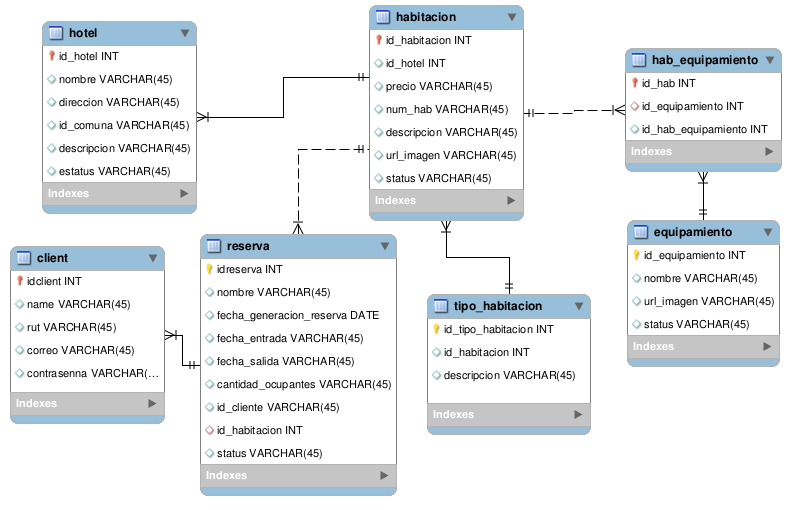 hotel
id_hotel INT
nombre VARCHAR(45)
direccion VARCHAR(45)
id_comuna VARCHAR(45)
descripcion VARCHAR(45)
estatus VARCHAR(45)
Indexes
habitacion
id_habitacion INT
id_hotel INT
precio VARCHAR(45)
num_hab VARCHAR(45)
descripcion VARCHAR(45)
url_imagen VARCHAR(45)
status VARCHAR(45)
Indexes
hab_equipamiento
id_hab INT
id_equipamiento INT
id_hab_equipamiento INT
Indexes
client
idclient INT
name VARCHAR(45)
rut VARCHAR(45)
correo VARCHAR(45)
contrasenna VARCHAR(...
Indexes
reserva
idreserva INT
nombre VARCHAR(45)
fecha_generacion_reserva DATE
fecha_entrada VARCHAR(45)
fecha_salida VARCHAR(45)
cantidad_ocupantes VARCHAR(45)
id_cliente VARCHAR(45)
id_habitacion INT
status VARCHAR(45)
Indexes
tipo_habitacion
id_tipo_habitacion INT
id_habitacion INT
descripcion VARCHAR(45)
Indexes
equipamiento
id_equipamiento INT
nombre VARCHAR(45)
url_imagen VARCHAR(45)
status VARCHAR(45)
Indexes